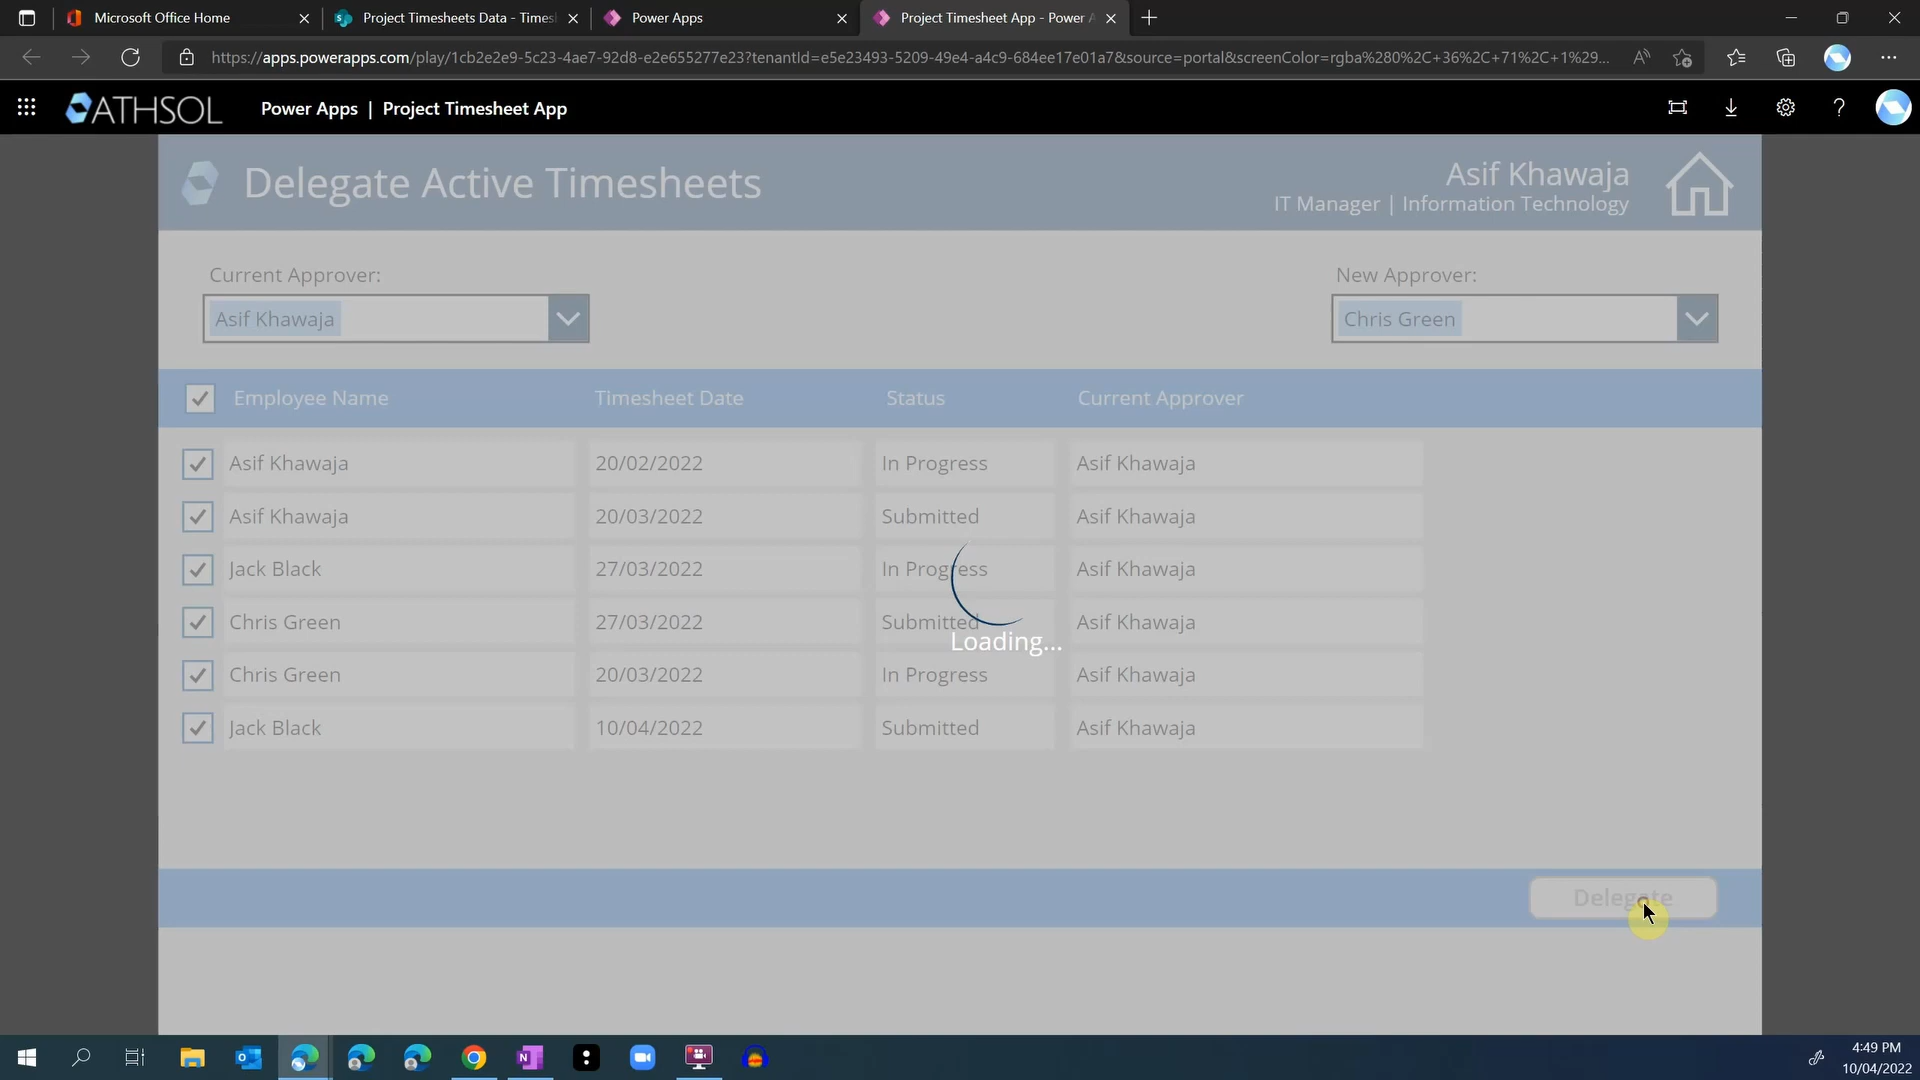 Microsoft Office Home
Project Timesheets Data - Times
Power Apps
Project Timesheet App - Power A
https://apps.powerapps.com/play/1cb2e2e9-5c23-4ae7-92d8-e2e655277e23?tenantId=e5e23493-5209-49e4-a4c9-684ee17e01a7&source=portal&screenColor=rgba%280%2C+36%2C+71%2C+1%29...
ATHSOL Power Apps | Project Timesheet App
Delegate Active Timesheets
Asif Khawaja
IT Manager | Information Technology
Current Approver:
New Approver:
Asif Khawaja
Chris Green
Employee Name Timesheet Date Status Current Approver
Asif Khawaja 20/02/2022 In Progress Asif Khawaja
Asif Khawaja 20/03/2022 Submitted Asif Khawaja
Jack Black 27/03/2022 In Progress Asif Khawaja
Chris Green 27/03/2022 Submitted Asif Khawaja
Loading...
Chris Green 20/03/2022 In Progress Asif Khawaja
Jack Black 10/04/2022 Submitted Asif Khawaja
Delegate
4:49 PM
10/04/2022